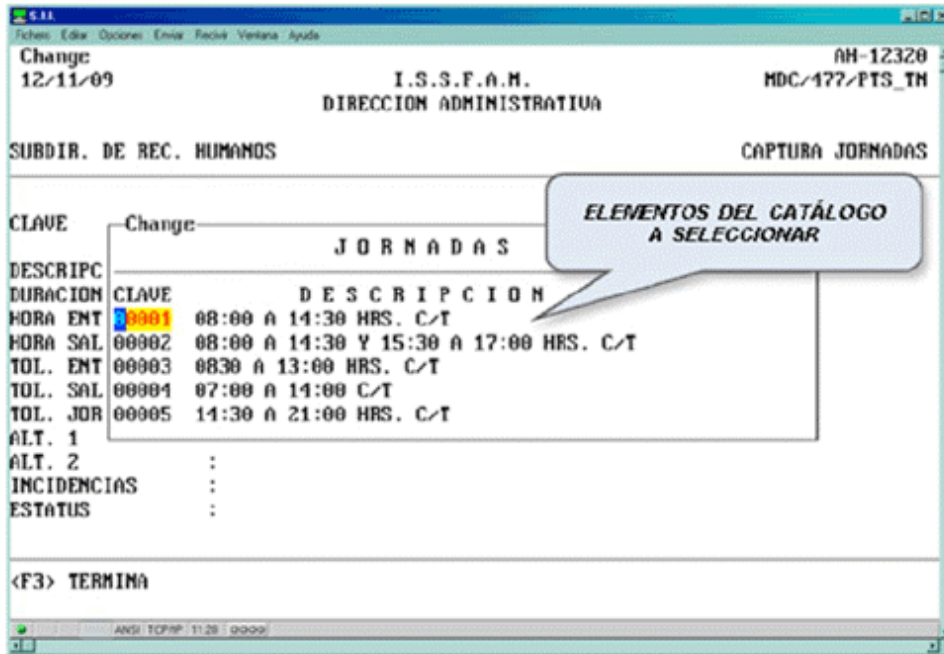 S.I.I.
Fichero Editar Opciones Enviar Recivir Ventana Ayuda
Change AH-12320
12/11/09 I.S.S.F.A.M. MDC/477/PTS_TN
DIRECCION ADMINISTRATIVA
SUBDIR. DE REC. HUMANOS CAPTURA JORNADAS
ELEMENTOS DEL CATÁLOGO
A SELECCIONAR
CLAVE Change
J O R N A D A S
DESCRIPC
DURACION CLAVE D E S C R I P C I O N
HORA ENT 00001 08:00 A 14:30 HRS. C/T
HORA SAL 00002 08:00 A 14:30 Y 15:30 A 17:00 HRS. C/T
TOL. ENT 00003 0830 A 13:00 HRS. C/T
TOL. SAL 00004 07:00 A 14:00 C/T
TOL. JOR 00005 14:30 A 21:00 HRS. C/T
ALT. 1
ALT. 2 :
INCIDENCIAS :
ESTATUS :
<F3> TERMINA
ANSI TCP/IP 11:28